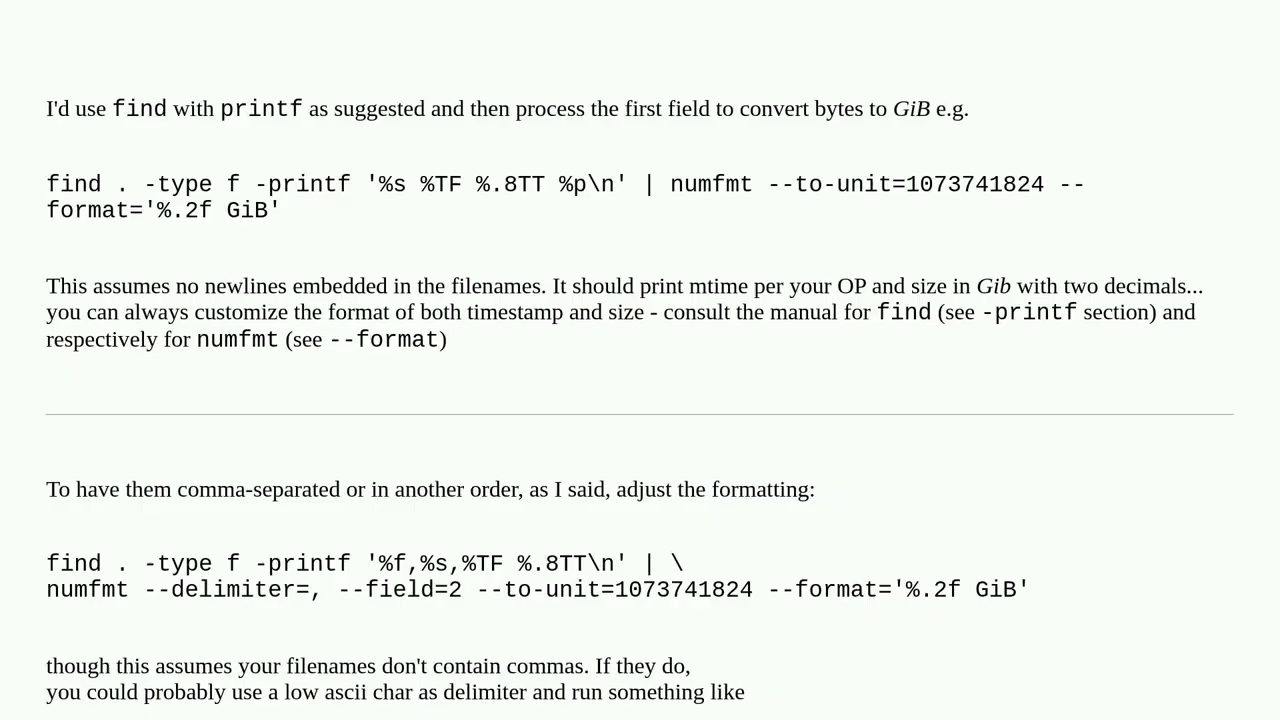 I'd use find with printf as suggested and then process the first field to convert bytes to GiB e.g.
find . -type f -printf '%s %TF %.8TT %p\n' | numfmt --to-unit=1073741824 --
format='%.2f GiB'
This assumes no newlines embedded in the filenames. It should print mtime per your OP and size in Gib with two decimals...
you can always customize the format of both timestamp and size - consult the manual for find (see -printf section) and
respectively for numfmt (see --format)
To have them comma-separated or in another order, as I said, adjust the formatting:
find . -type f -printf '%f,%s,%TF %.8TT\n' | \
numfmt --delimiter=, --field=2 --to-unit=1073741824 --format='%.2f GiB'
though this assumes your filenames don't contain commas. If they do,
you could probably use a low ascii char as delimiter and run something like